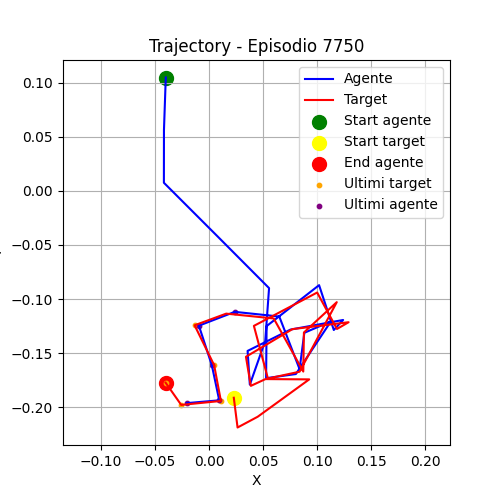 Trajectory - Episodio 7750
Agente
Target
Start agente
Start target
End agente
Ultimi target
Ultimi agente
0.10
0.05
0.00
−0.05
−0.10
−0.15
−0.20
−0.10
−0.05
0.00
0.05
0.10
0.15
0.20
X